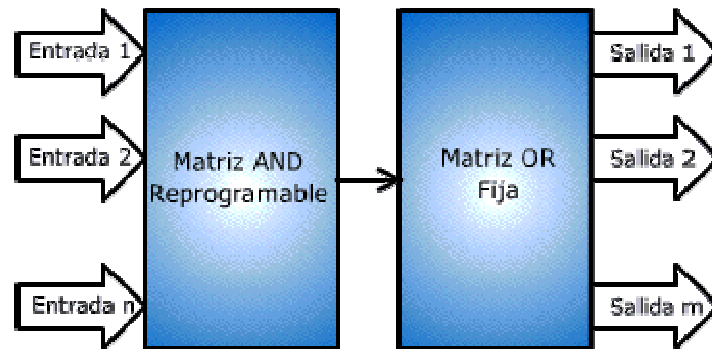 Entrada 1
Entrada 2
Entrada n
Matriz AND
Reprogramable
Matriz OR
Fija
Salida 1
Salida 2
Salida m